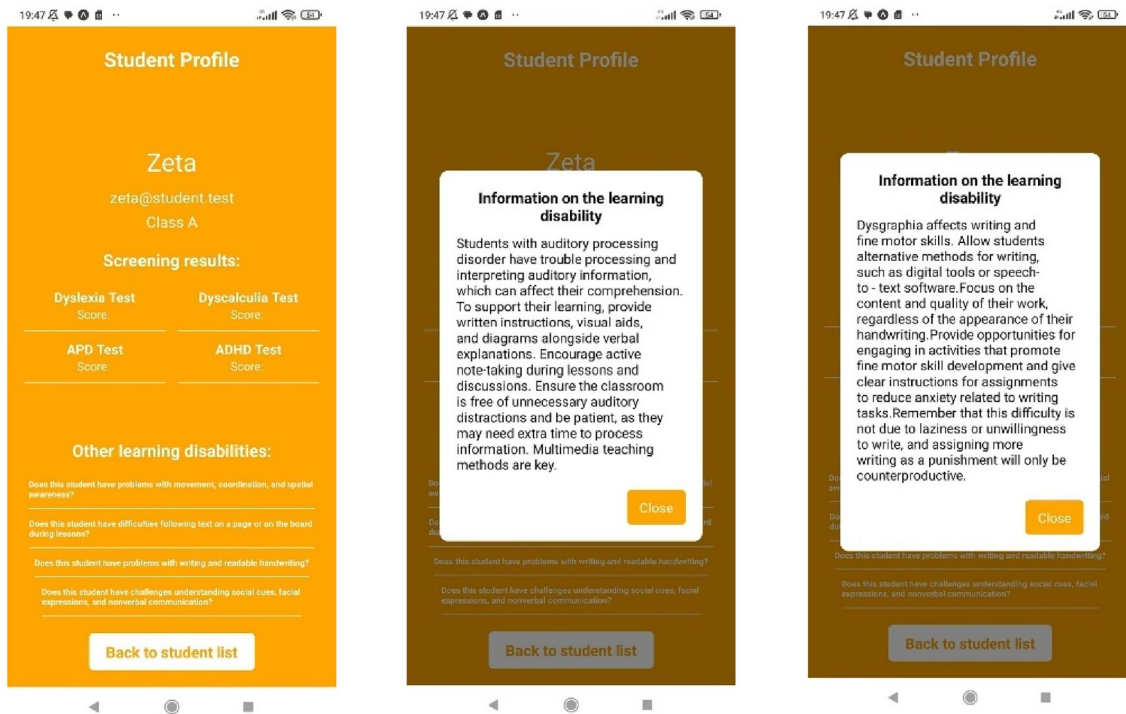 19:47
54
Student Profile
Zeta
zeta@student.test
Class A
Screening results:
Dyslexia Test
Score:
Dyscalculia Test
Score:
APD Test
Score:
ADHD Test
Score:
Other learning disabilities:
Does this student have problems with movement, coordination, and spatial
awareness?
Does this student have difficulties following text on a page or on the board
during lessons?
Does this student have problems with writing and readable handwriting?
Does this student have challenges understanding social cues, facial
expressions, and nonverbal communication?
Back to student list
19:47
54
Student Profile
Zeta
Information on the learning
disability
Students with auditory processing
disorder have trouble processing and
interpreting auditory information,
which can affect their comprehension.
To support their learning, provide
written instructions, visual aids,
and diagrams alongside verbal
explanations. Encourage active
note-taking during lessons and
discussions. Ensure the classroom
is free of unnecessary auditory
distractions and be patient, as they
may need extra time to process
information. Multimedia teaching
methods are key.
Close
Does this student have problems with writing and readable handwriting?
Does this student have challenges understanding social cues, facial
expressions, and nonverbal communication?
Back to student list
19:47
54
Student Profile
Information on the learning
disability
Dysgraphia affects writing and
fine motor skills. Allow students
alternative methods for writing,
such as digital tools or speech-
to - text software.Focus on the
content and quality of their work,
regardless of the appearance of their
handwriting.Provide opportunities for
engaging in activities that promote
fine motor skill development and give
clear instructions for assignments
to reduce anxiety related to writing
tasks.Remember that this difficulty is
not due to laziness or unwillingness
to write, and assigning more
writing as a punishment will only be
counterproductive.
Close
Does this student have problems with writing and readable handwriting?
Does this student have challenges understanding social cues, facial
expressions, and nonverbal communication?
Back to student list